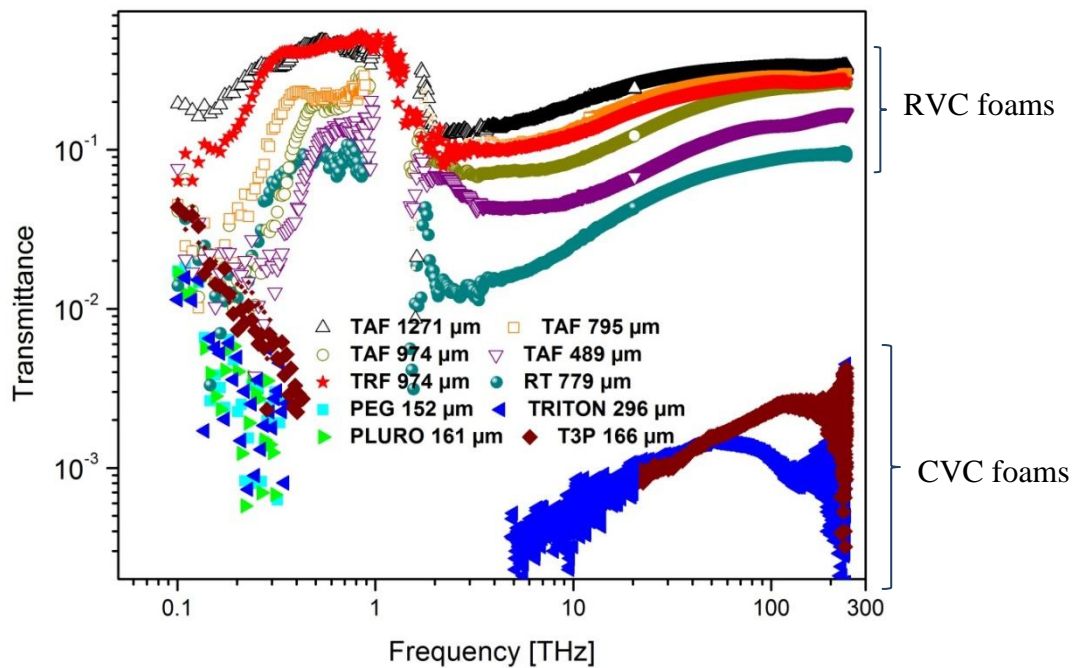 Transmittance
10⁻¹
10⁻²
10⁻³
TAF 1271 µm TAF 795 µm
TAF 974 µm TAF 489 µm
TRF 974 µm RT 779 µm
PEG 152 µm TRITON 296 µm
PLURO 161 µm T3P 166 µm
0.1 1 10 100 300
Frequency [THz]
RVC foams
CVC foams